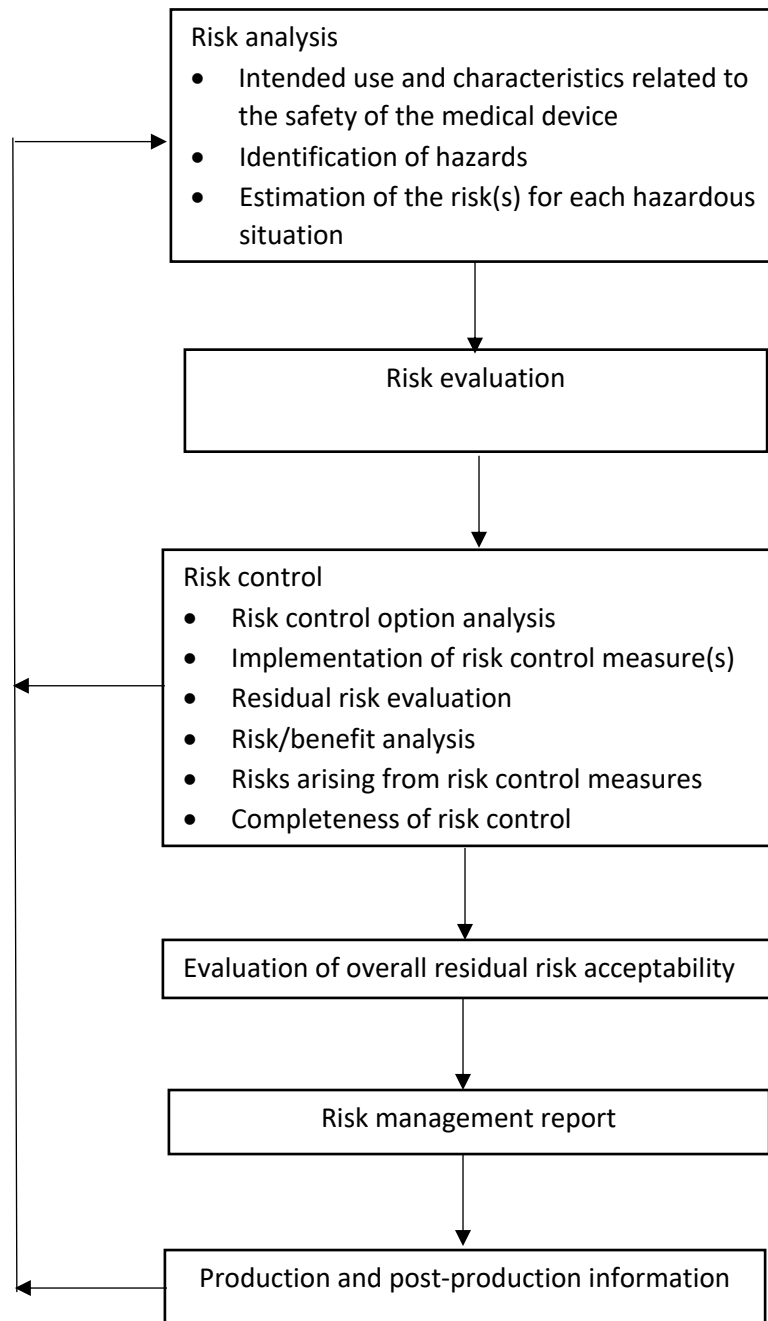 Risk analysis
• Intended use and characteristics related to
the safety of the medical device
• Identification of hazards
• Estimation of the risk(s) for each hazardous
situation
Risk evaluation
Risk control
• Risk control option analysis
• Implementation of risk control measure(s)
• Residual risk evaluation
• Risk/benefit analysis
• Risks arising from risk control measures
• Completeness of risk control
Evaluation of overall residual risk acceptability
Risk management report
Production and post-production information